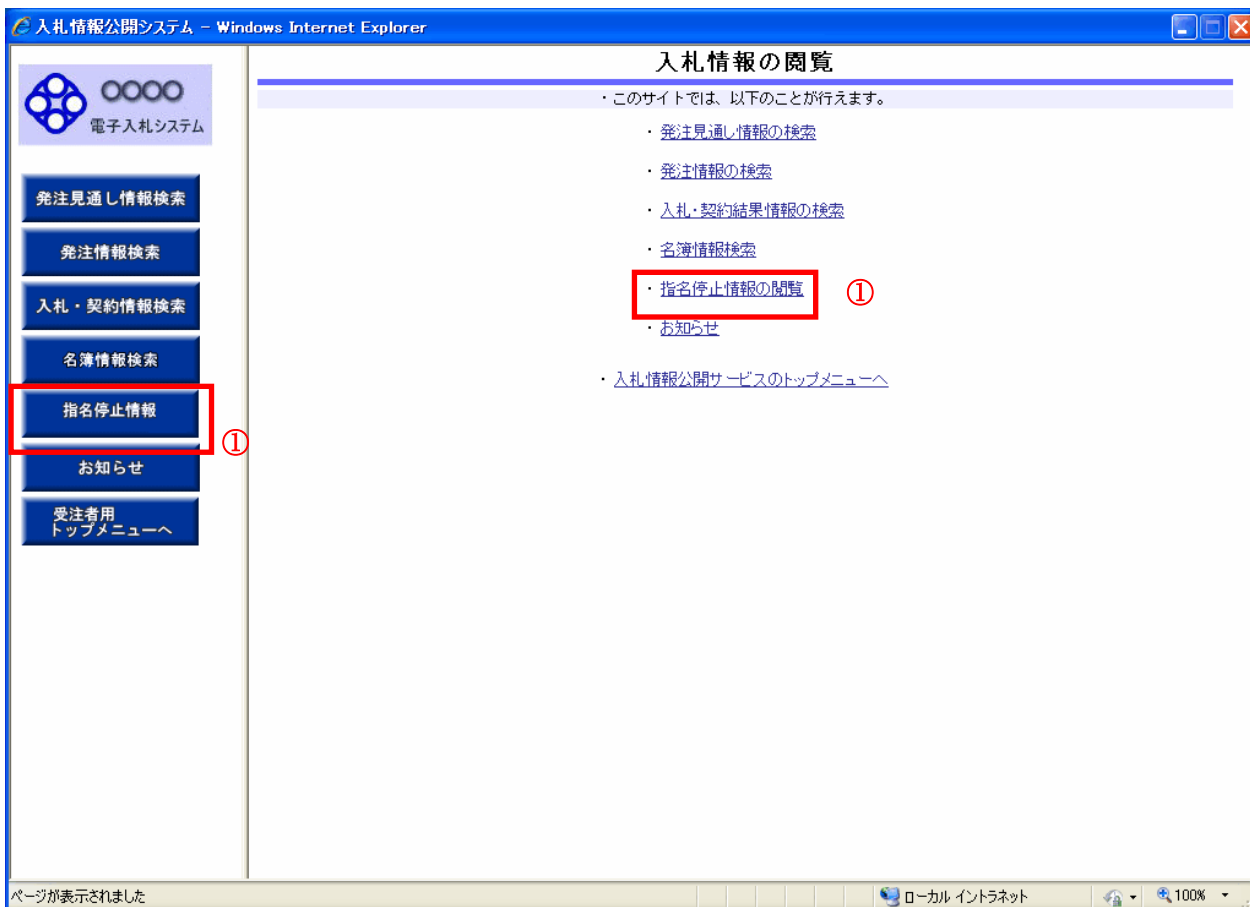 入札情報公開システム - Windows Internet Explorer
○○○○
電子入札システム
発注見通し情報検索
発注情報検索
入札・契約情報検索
名簿情報検索
指名停止情報
①
お知らせ
受注者用
トップメニューへ
入札情報の閲覧
・このサイトでは、以下のことが行えます。
・発注見通し情報の検索
・発注情報の検索
・入札・契約結果情報の検索
・名簿情報検索
・指名停止情報の閲覧
①
・お知らせ
・入札情報公開サービスのトップメニューへ
ページが表示されました
ローカル イントラネット
100%